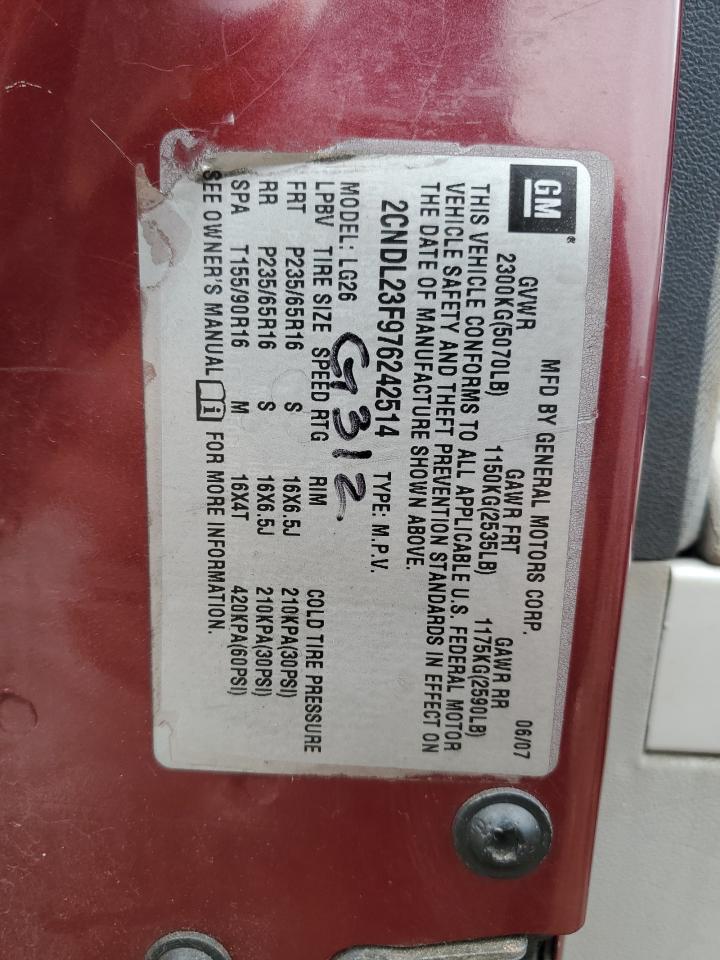 GM
MFD BY GENERAL MOTORS CORP. 06/07
GVWR GAWR FRT GAWR RR
2300KG(5070LB) 1150KG(2535LB) 1175KG(2590LB)
THIS VEHICLE CONFORMS TO ALL APPLICABLE U.S. FEDERAL MOTOR
VEHICLE SAFETY AND THEFT PREVENTION STANDARDS IN EFFECT ON
THE DATE OF MANUFACTURE SHOWN ABOVE.
2CNDL23F976242514 TYPE: M.P.V.
MODEL: LG26
G312
LPBV TIRE SIZE SPEED RTG RIM COLD TIRE PRESSURE
FRT P235/65R16 S 16X6.5J 210KPA(30PSI)
RR P235/65R16 S 16X6.5J 210KPA(30PSI)
SPA T155/90R16 M 16X4T 420KPA(60PSI)
SEE OWNER'S MANUAL FOR MORE INFORMATION.